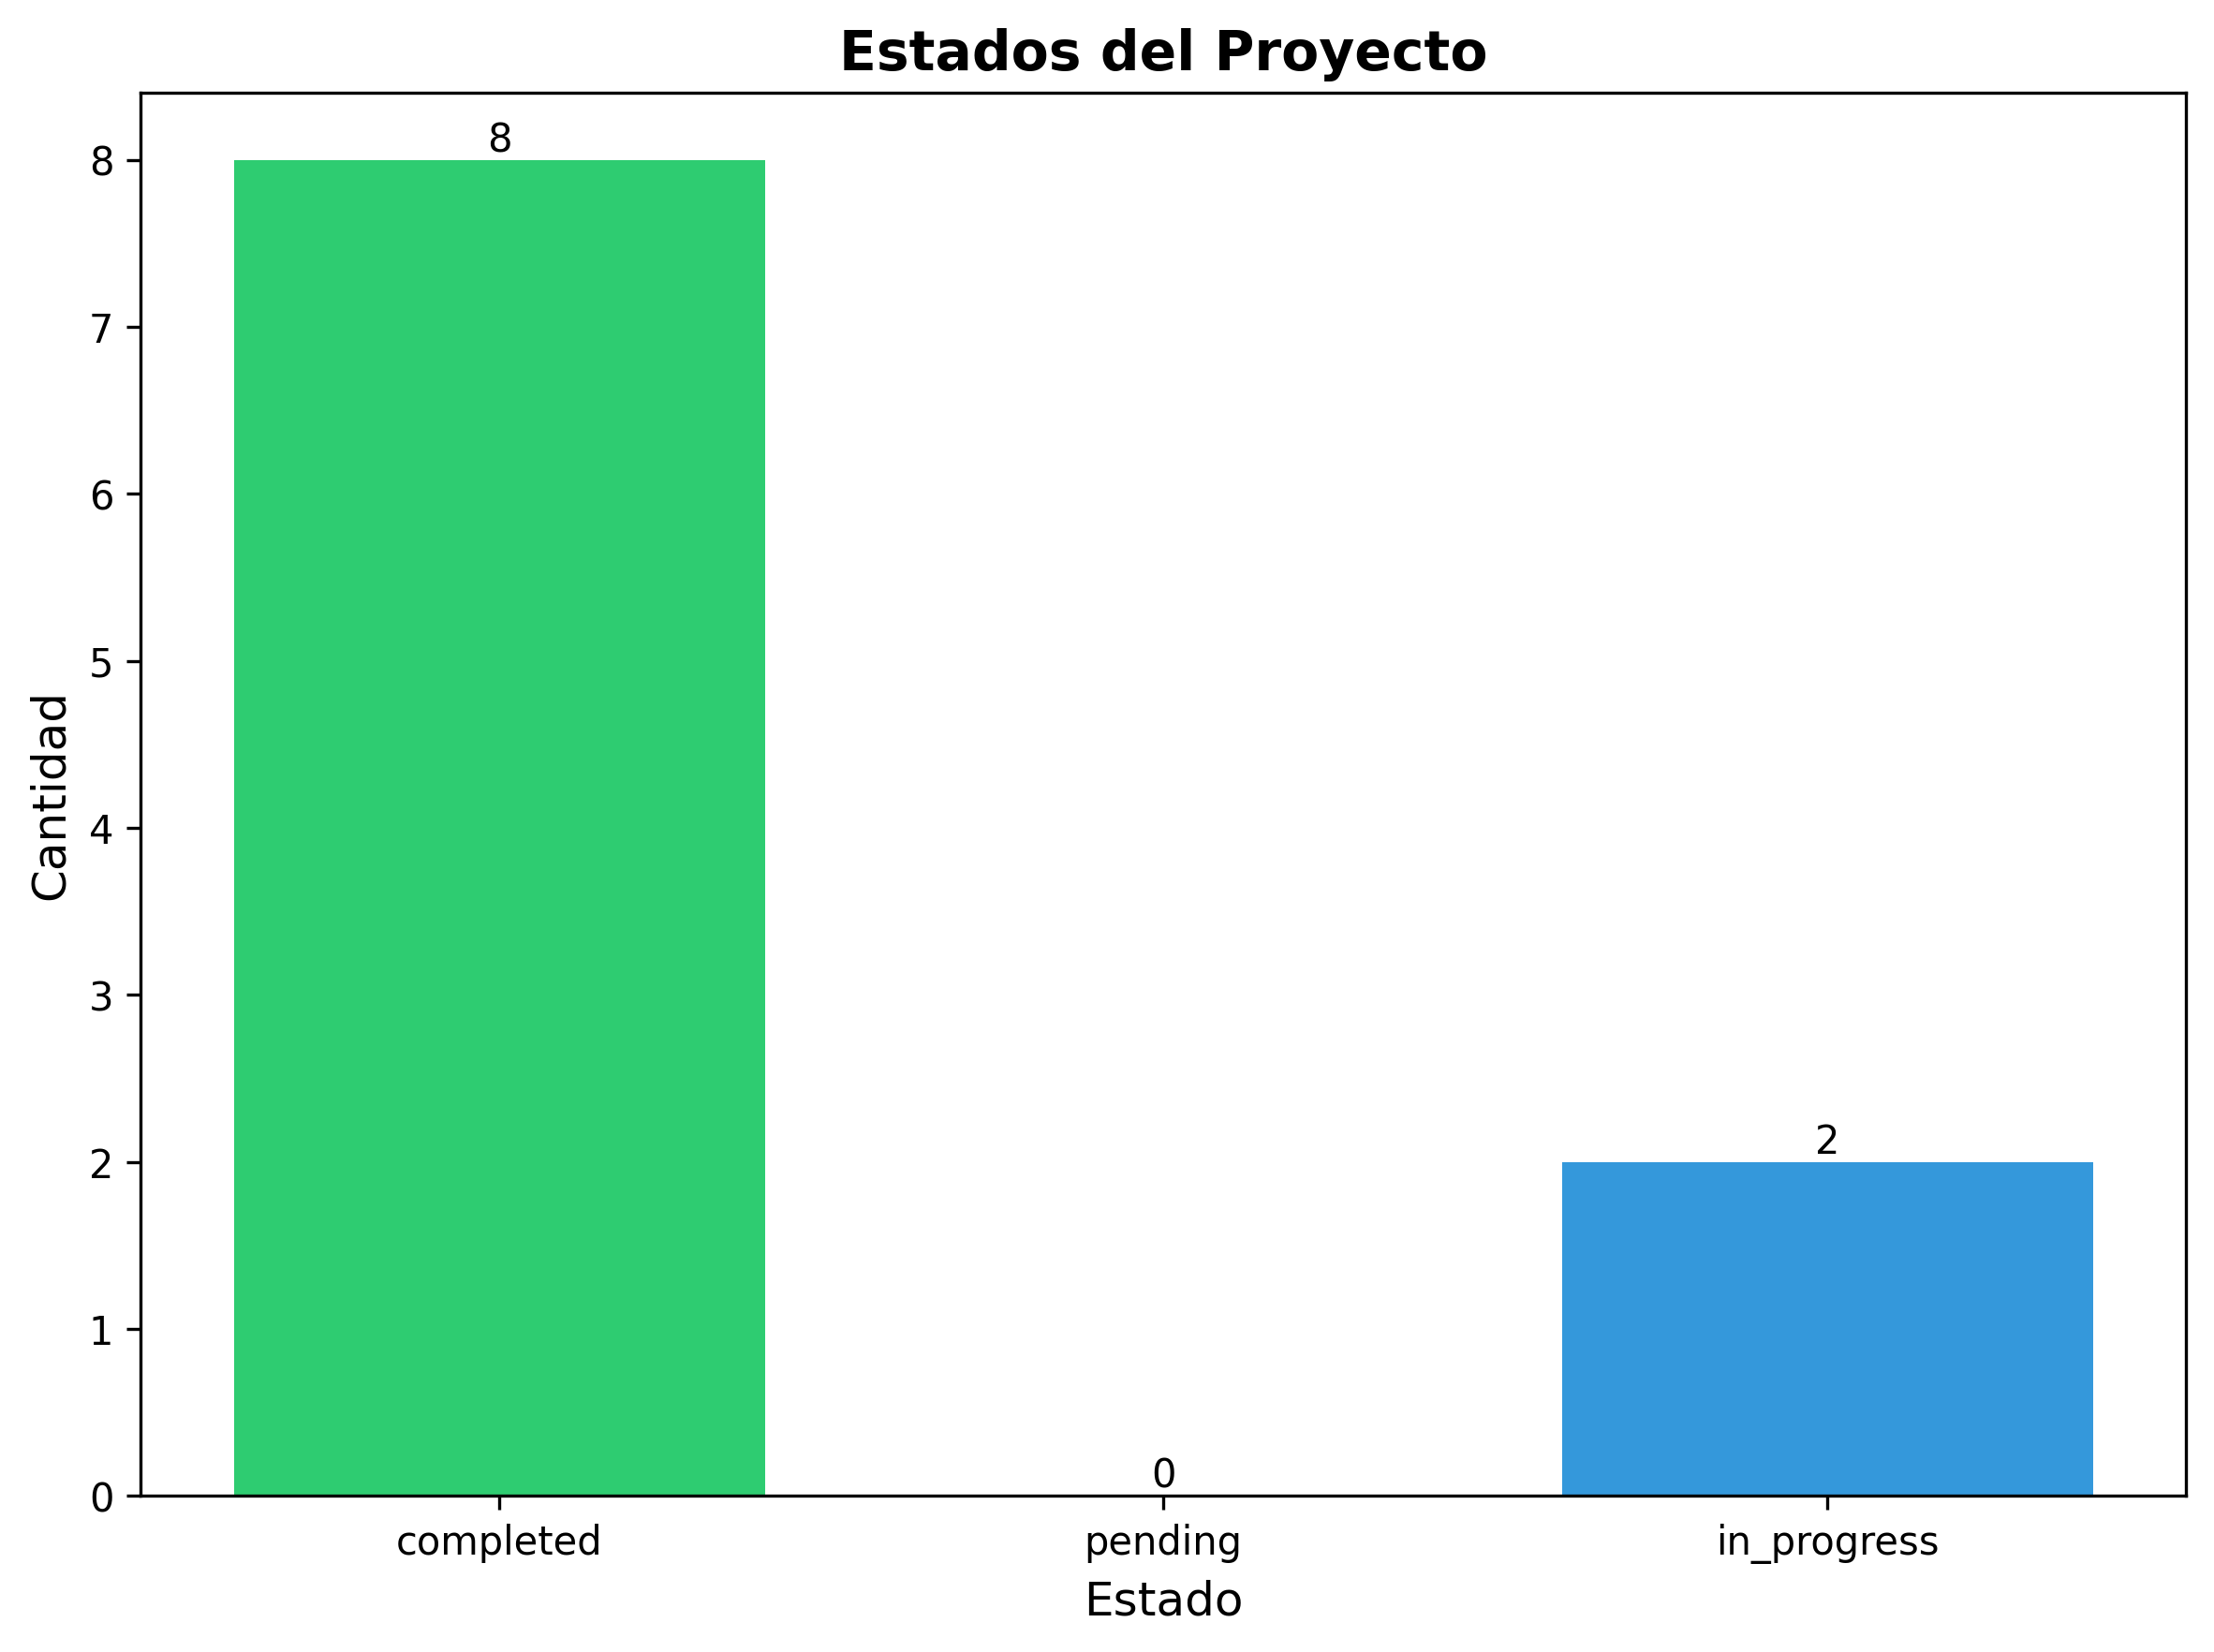 Estados del Proyecto
Cantidad
8
7
6
5
4
3
2
1
0
8
0
2
completed
pending
in_progress
Estado